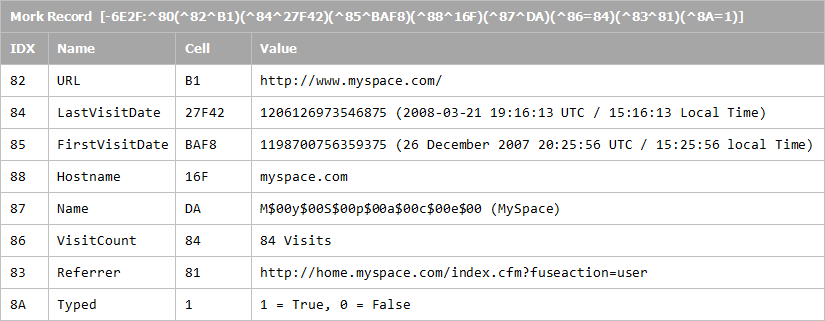 Mork Record [-6E2F:^80(^82^B1)(^84^27F42)(^85^BAF8)(^88^16F)(^87^DA)(^86=84)(^83^81)(^8A=1)]
IDX Name Cell Value
82 URL B1 http://www.myspace.com/
84 LastVisitDate 27F42 1206126973546875 (2008-03-21 19:16:13 UTC / 15:16:13 Local Time)
85 FirstVisitDate BAF8 1198700756359375 (26 December 2007 20:25:56 UTC / 15:25:56 local Time)
88 Hostname 16F myspace.com
87 Name DA M$00y$00S$00p$00a$00c$00e$00 (MySpace)
86 VisitCount 84 84 Visits
83 Referrer 81 http://home.myspace.com/index.cfm?fuseaction=user
8A Typed 1 1 = True, 0 = False